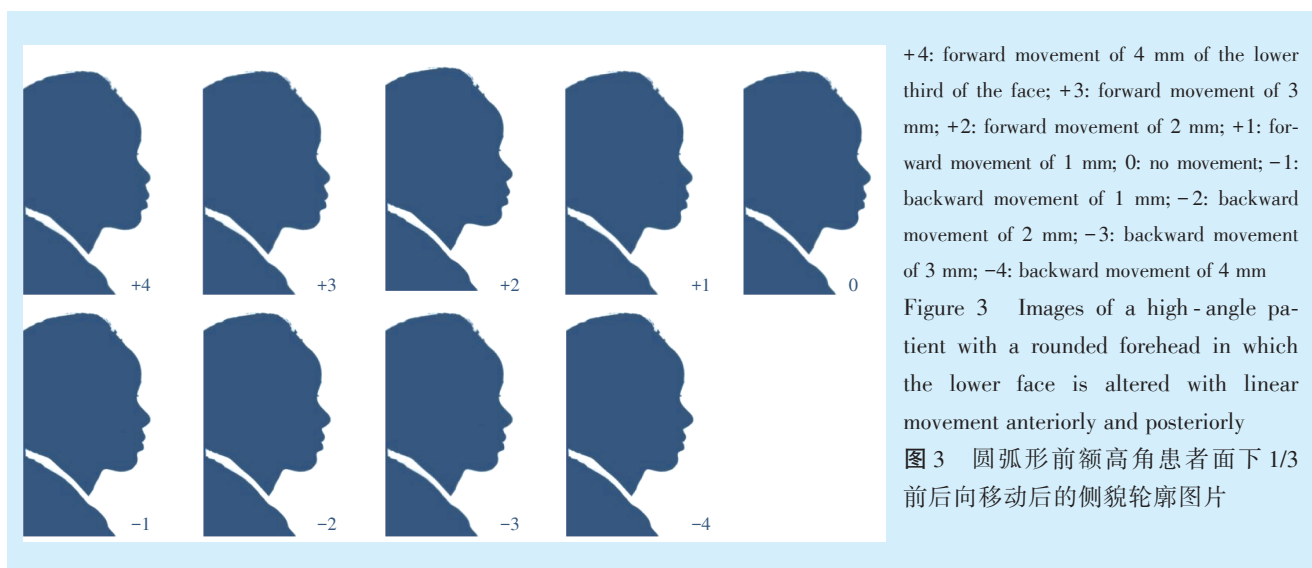 +4
+3
+2
+1
0
−1
−2
−3
−4
+4: forward movement of 4 mm of the lower
third of the face; +3: forward movement of 3
mm; +2: forward movement of 2 mm; +1: for-
ward movement of 1 mm; 0: no movement; −1:
backward movement of 1 mm; −2: backward
movement of 2 mm; −3: backward movement
of 3 mm; −4: backward movement of 4 mm
Figure 3 Images of a high-angle pa-
tient with a rounded forehead in which
the lower face is altered with linear
movement anteriorly and posteriorly
图 3 圆弧形前额高角患者面下 1/3
前后向移动后的侧貌轮廓图片